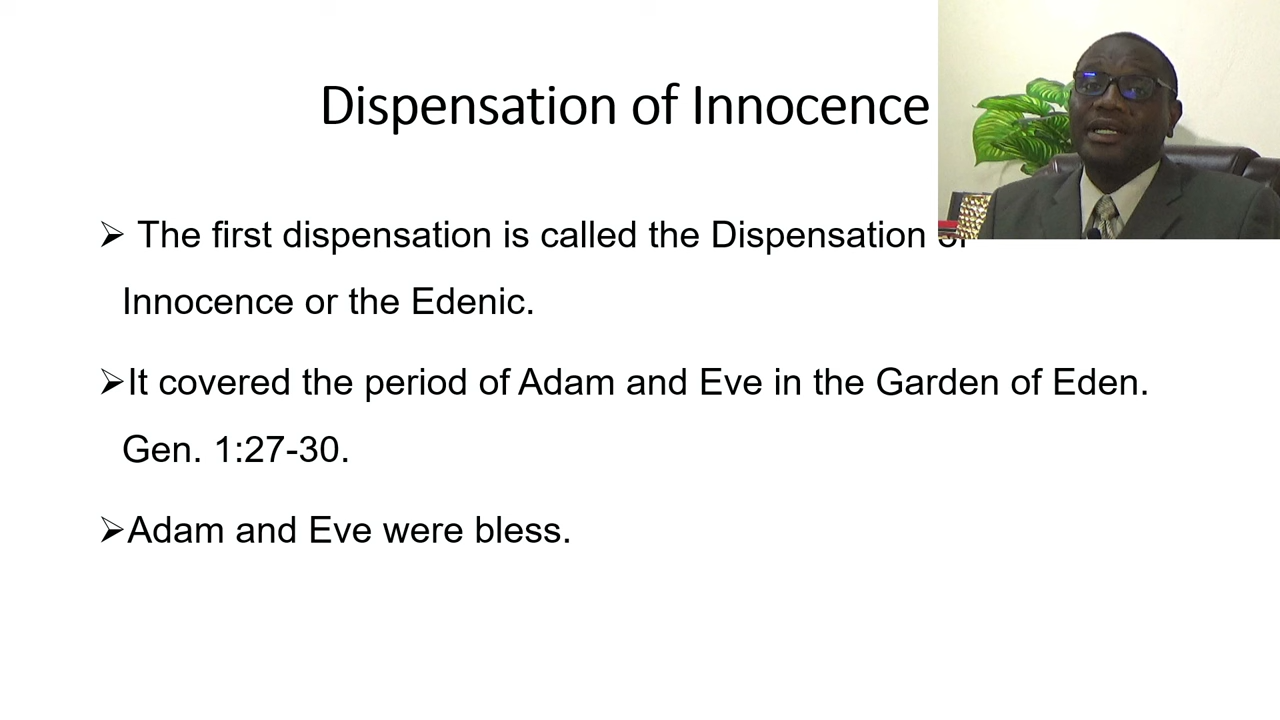 Dispensation of Innocence
➢ The first dispensation is called the Dispensation of
Innocence or the Edenic.
➢It covered the period of Adam and Eve in the Garden of Eden.
Gen. 1:27-30.
➢Adam and Eve were bless.